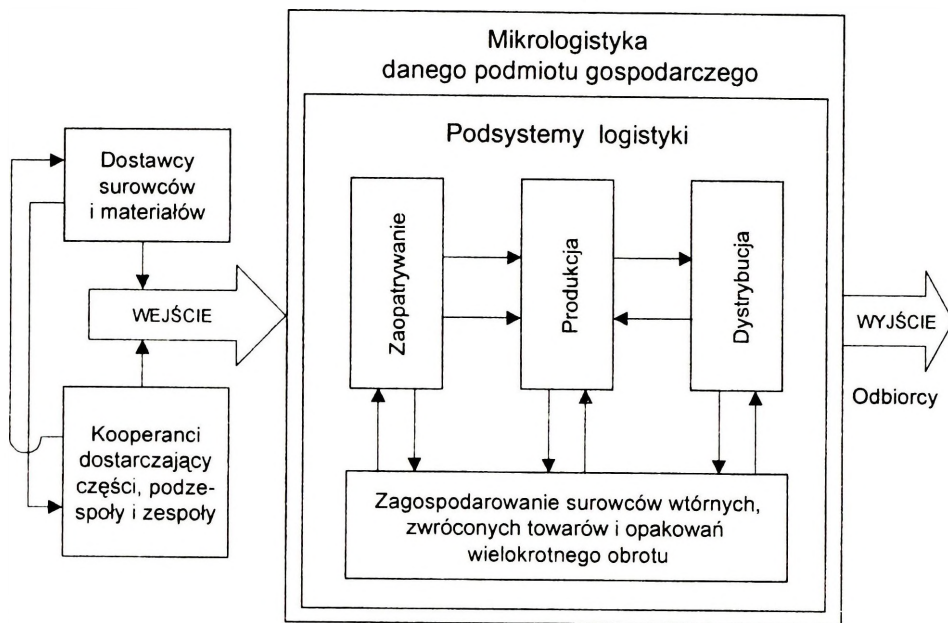 Mikrologistyka
danego podmiotu gospodarczego
Podsystemy logistyki
Dostawcy
surowców
i materiałów
WEJŚCIE
Kooperanci
dostarczający
części, podze-
społy i zespoły
Zaopatrywanie
Produkcja
Dystrybucja
Zagospodarowanie surowców wtórnych,
zwróconych towarów i opakowań
wielokrotnego obrotu
WYJŚCIE
Odbiorcy